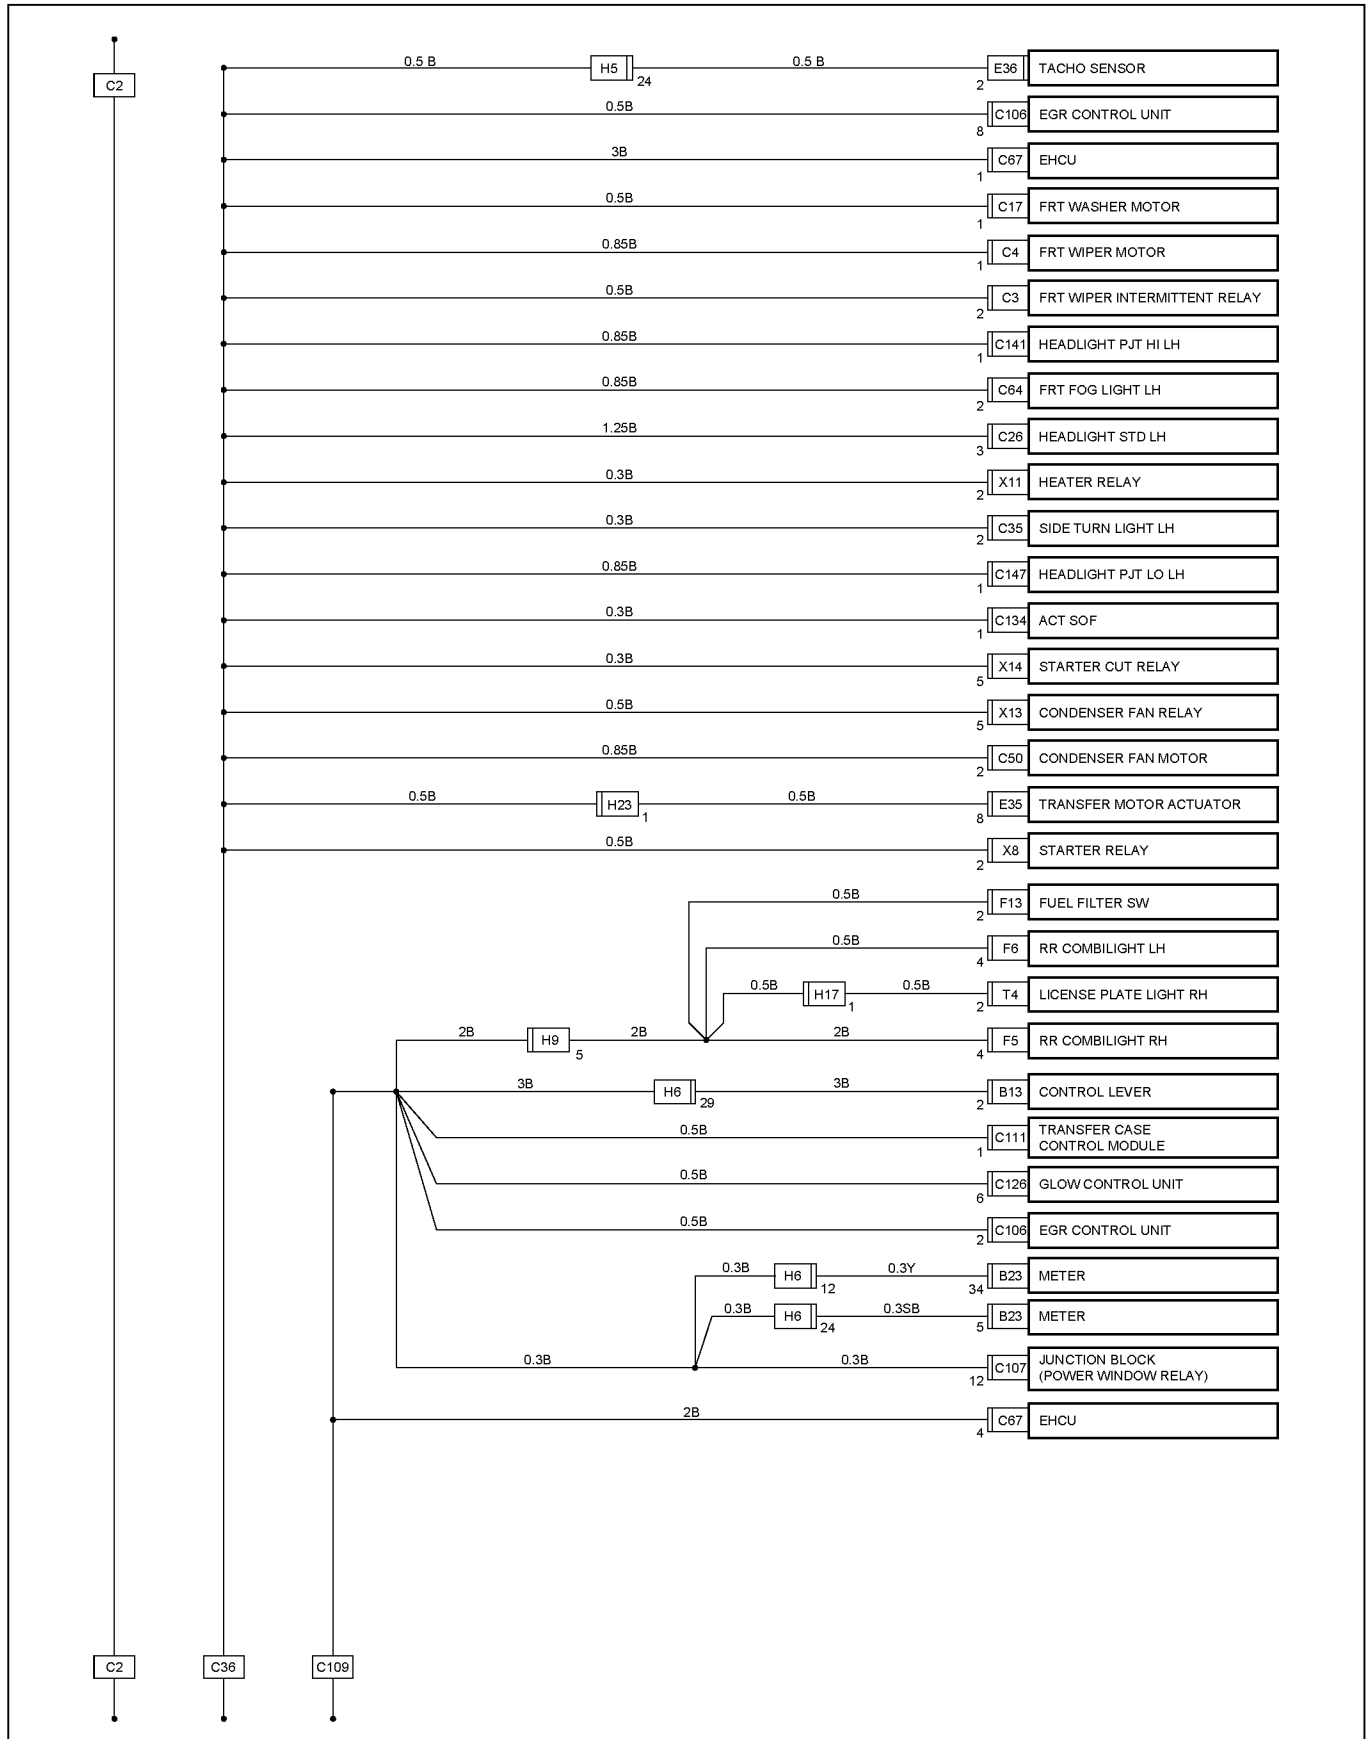 0.5 B H5 24 0.5 B 2 E36 TACHO SENSOR
C2
0.5B 8 C106 EGR CONTROL UNIT
3B 1 C67 EHCU
0.5B 1 C17 FRT WASHER MOTOR
0.85B 1 C4 FRT WIPER MOTOR
0.5B 2 C3 FRT WIPER INTERMITTENT RELAY
0.85B 1 C141 HEADLIGHT PJT HI LH
0.85B 2 C64 FRT FOG LIGHT LH
1.25B 3 C26 HEADLIGHT STD LH
0.3B 2 X11 HEATER RELAY
0.3B 2 C35 SIDE TURN LIGHT LH
0.85B 1 C147 HEADLIGHT PJT LO LH
0.3B 1 C134 ACT SOF
0.3B 5 X14 STARTER CUT RELAY
0.5B 5 X13 CONDENSER FAN RELAY
0.85B 2 C50 CONDENSER FAN MOTOR
0.5B H23 1 0.5B 8 E35 TRANSFER MOTOR ACTUATOR
0.5B 2 X8 STARTER RELAY
0.5B 2 F13 FUEL FILTER SW
0.5B 4 F6 RR COMBILIGHT LH
0.5B H17 1 0.5B 2 T4 LICENSE PLATE LIGHT RH
2B H9 5 2B 2B 4 F5 RR COMBILIGHT RH
3B H6 29 3B 2 B13 CONTROL LEVER
0.5B 1 C111 TRANSFER CASE
CONTROL MODULE
0.5B 6 C126 GLOW CONTROL UNIT
0.5B 2 C106 EGR CONTROL UNIT
0.3B H6 12 0.3Y 34 B23 METER
0.3B H6 24 0.3SB 5 B23 METER
0.3B 0.3B 12 C107 JUNCTION BLOCK
(POWER WINDOW RELAY)
2B 4 C67 EHCU
C2 C36 C109